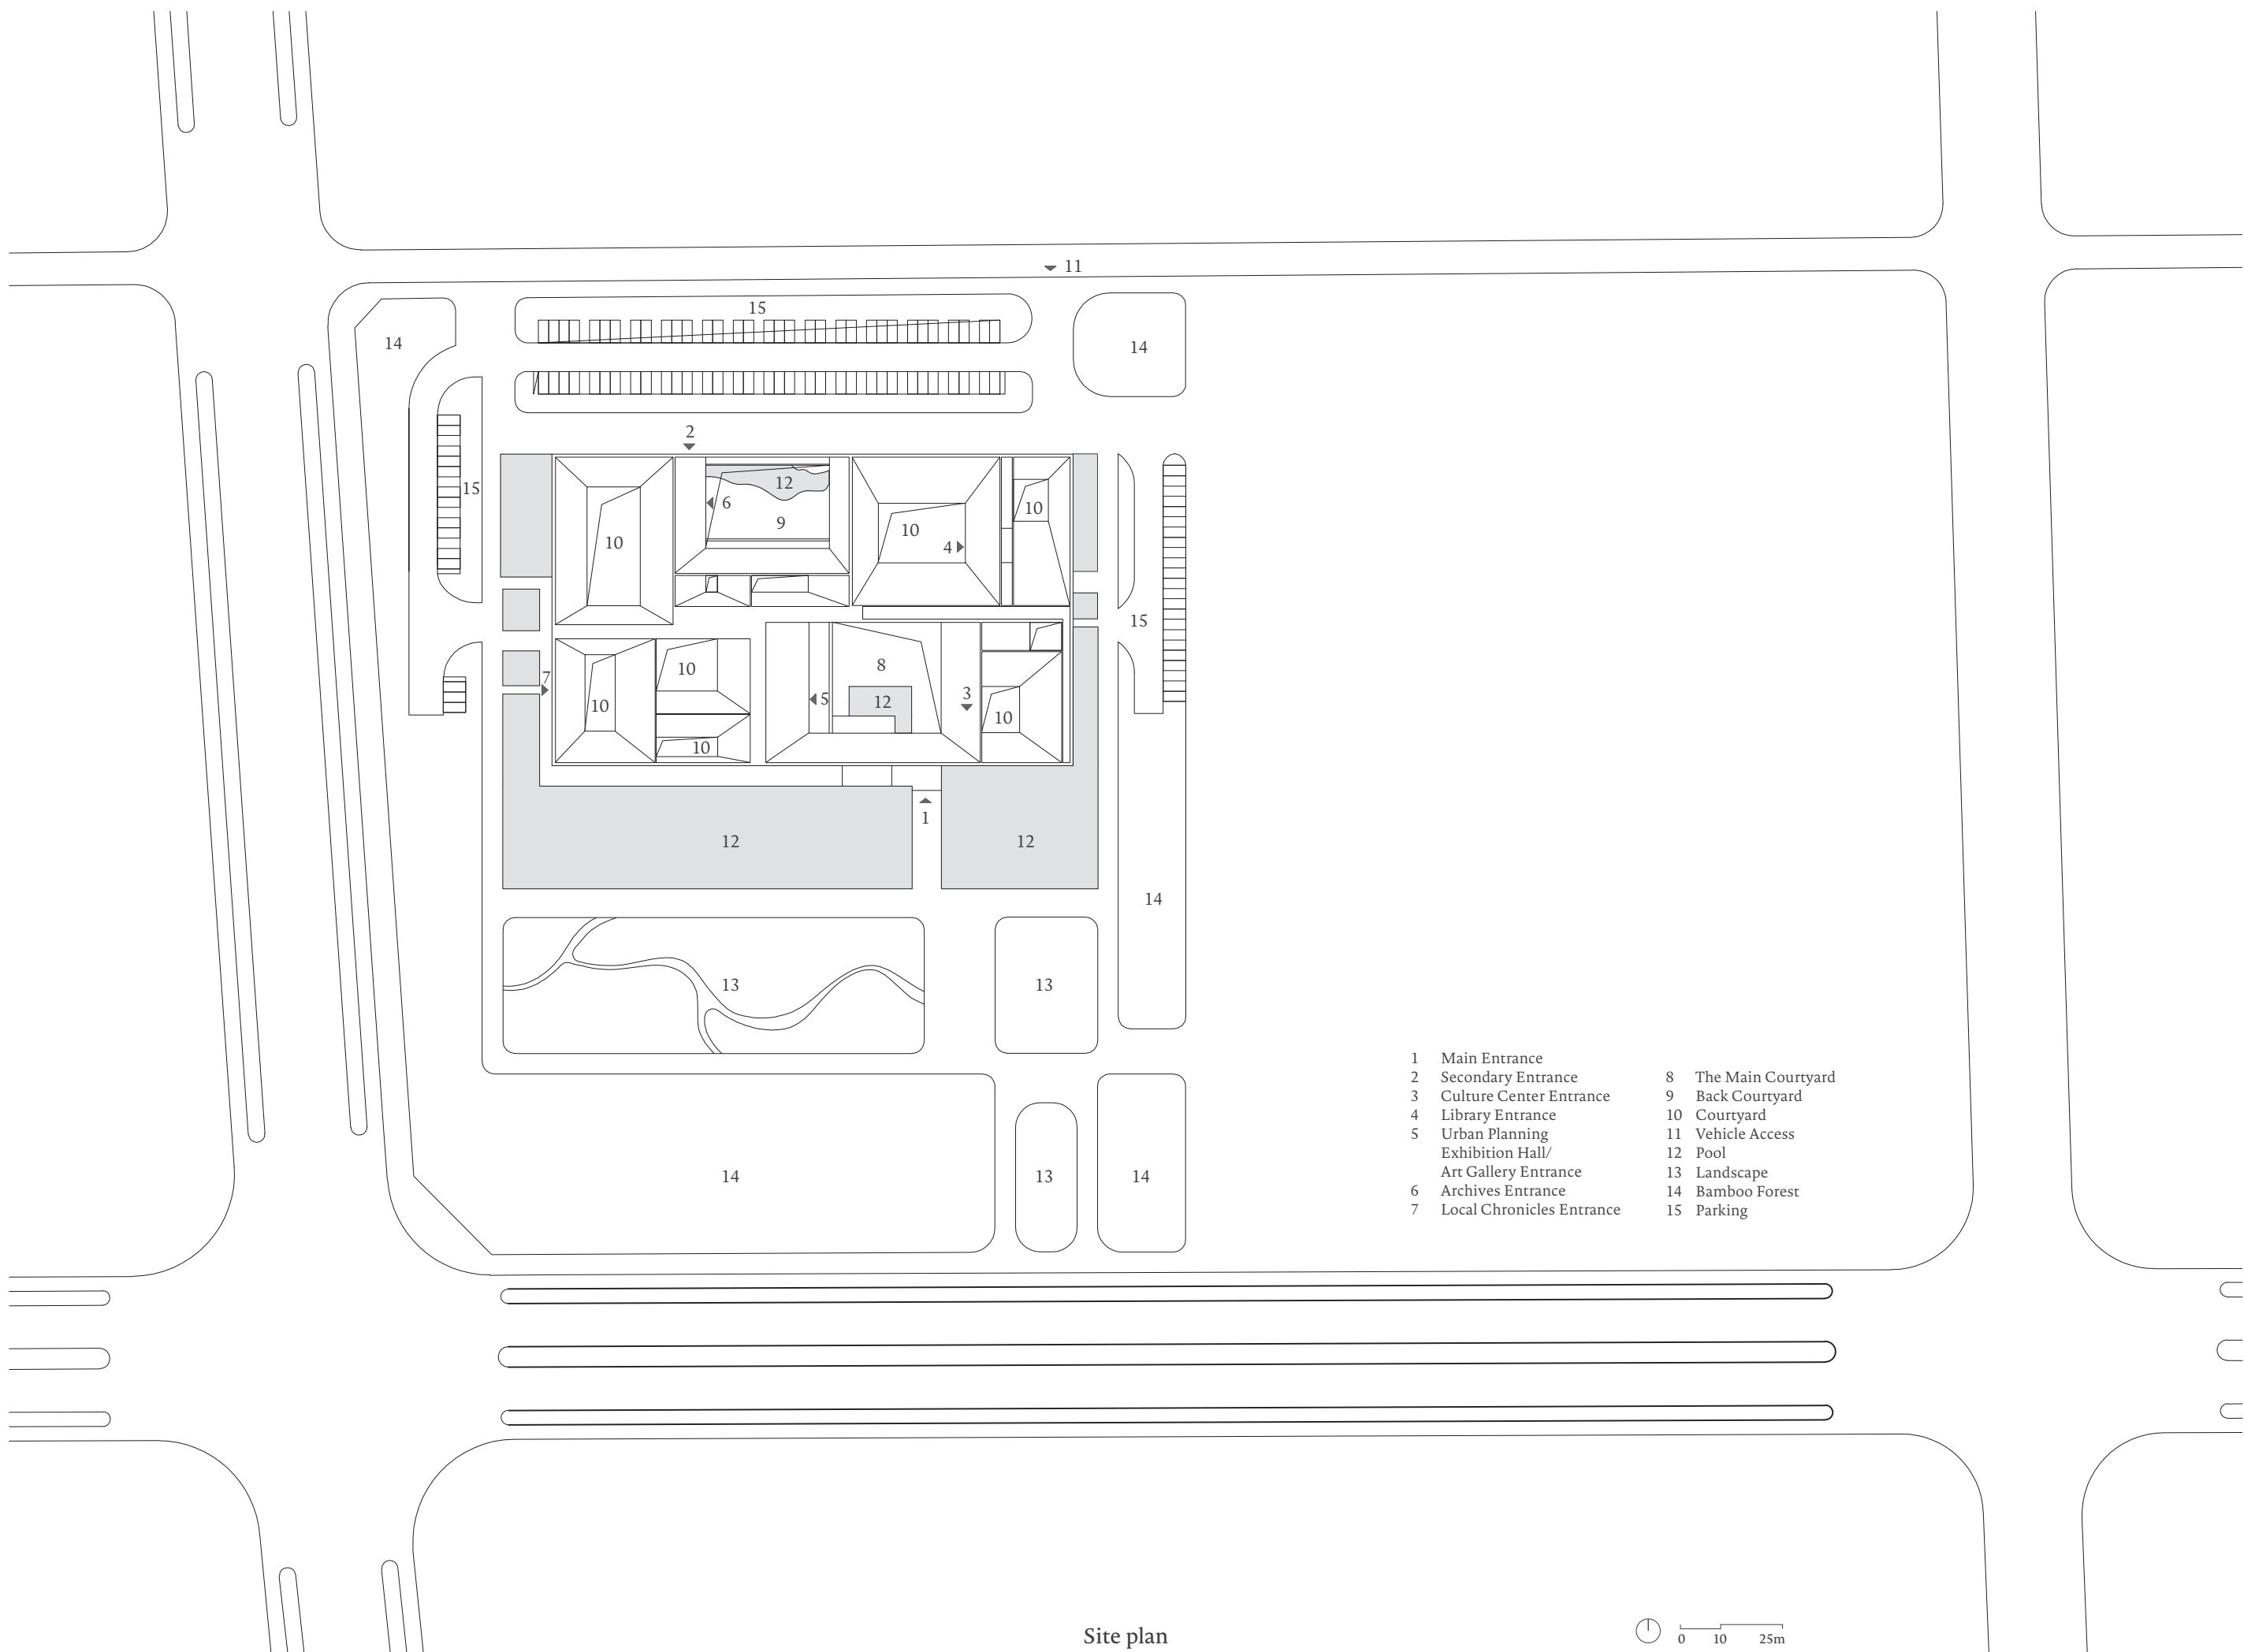 11
15
14
14
2
12
6
15
10
9
10
4
10
15
8
10
7
10
5
12
3
10
10
1
12
12
14
13
13
14
13
14
1 Main Entrance
2 Secondary Entrance
3 Culture Center Entrance
4 Library Entrance
5 Urban Planning
Exhibition Hall/
Art Gallery Entrance
6 Archives Entrance
7 Local Chronicles Entrance
8 The Main Courtyard
9 Back Courtyard
10 Courtyard
11 Vehicle Access
12 Pool
13 Landscape
14 Bamboo Forest
15 Parking
Site plan
0 10 25m